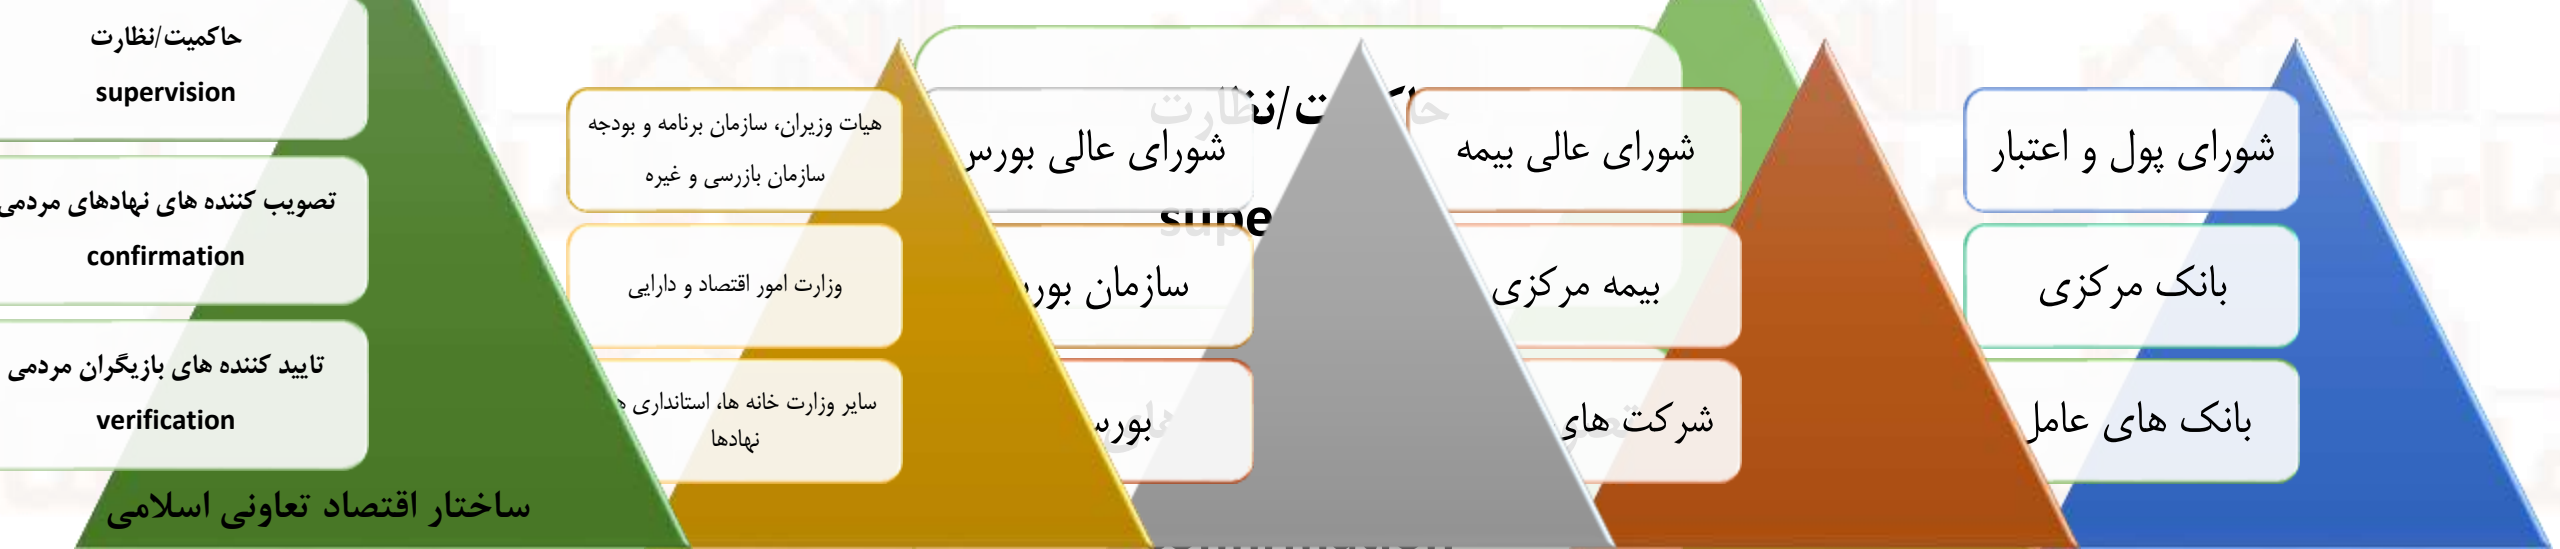 شورای پول و اعتبار
بانک مرکزی
بانک های عامل
شورای عالی بیمه
بیمه مرکزی
شرکت های
شورای عالی بورس
سازمان
حاکمیت/نظارت
هیات وزیران، سازمان برنامه و بودجه
سازمان بازرسی و غیره
وزارت امور اقتصاد و دارایی
سایر وزارت خانه ها، استانداری
نهادها
حاکمیت/نظارت
supervision
تصویب کننده های نهادهای مردمی
confirmation
تایید کننده های بازیگران مردمی
verification
ساختار اقتصاد تعاونی اسلامی